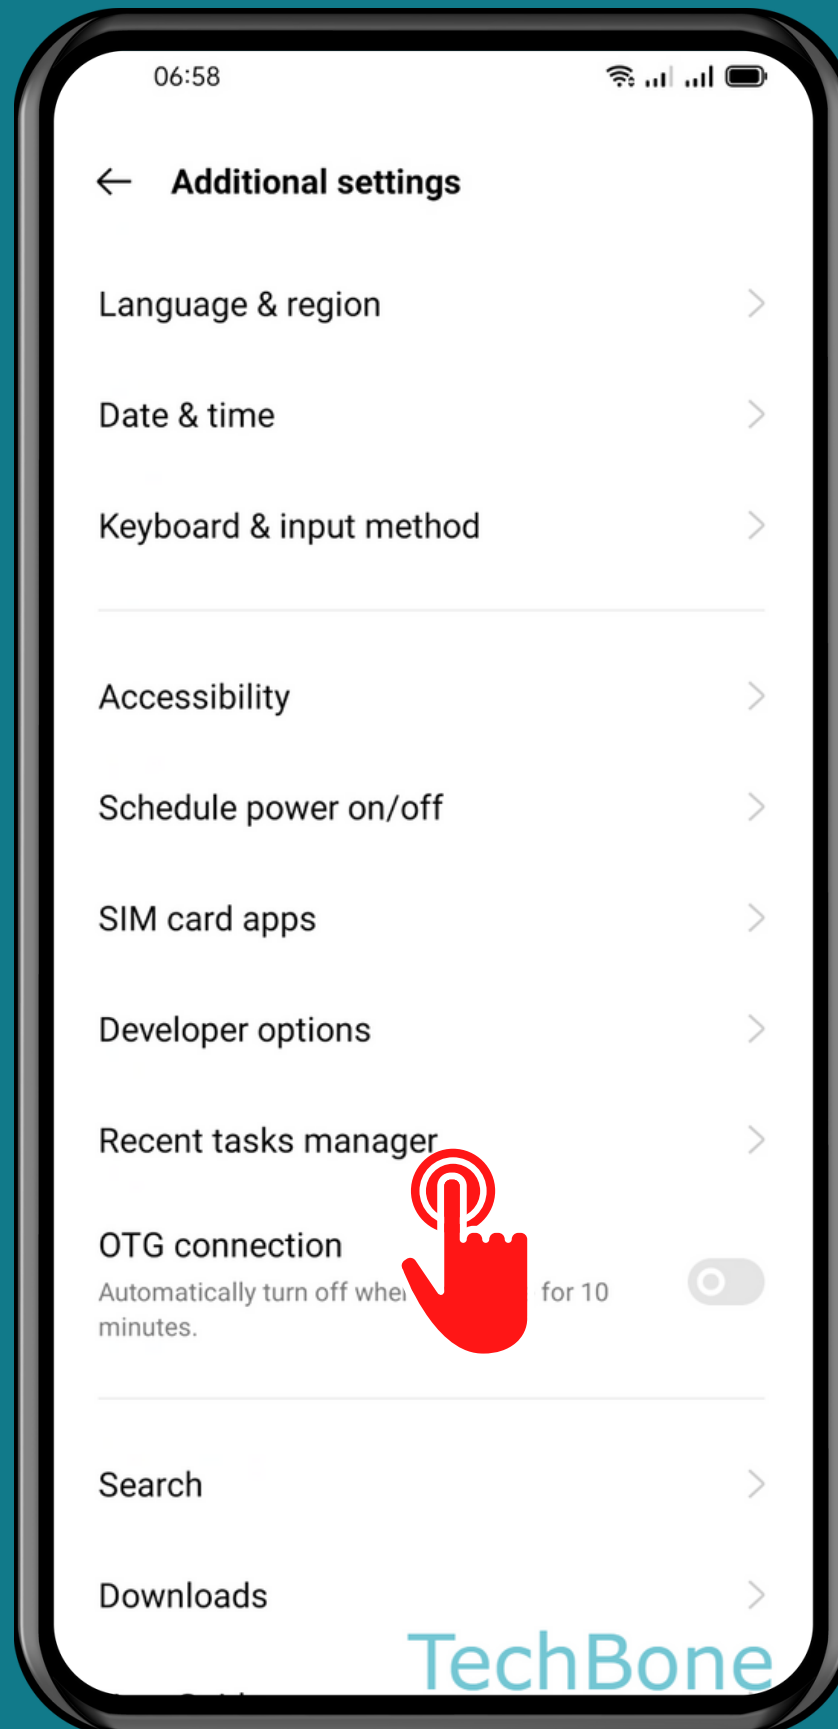 06:58
Additional settings
Language & region
Date & time
Keyboard & input method
Accessibility
Schedule power on/off
SIM card apps
Developer options
Recent tasks manager
OTG connection
Automatically turn off for 10
minutes.
Search
Downloads
TechBone